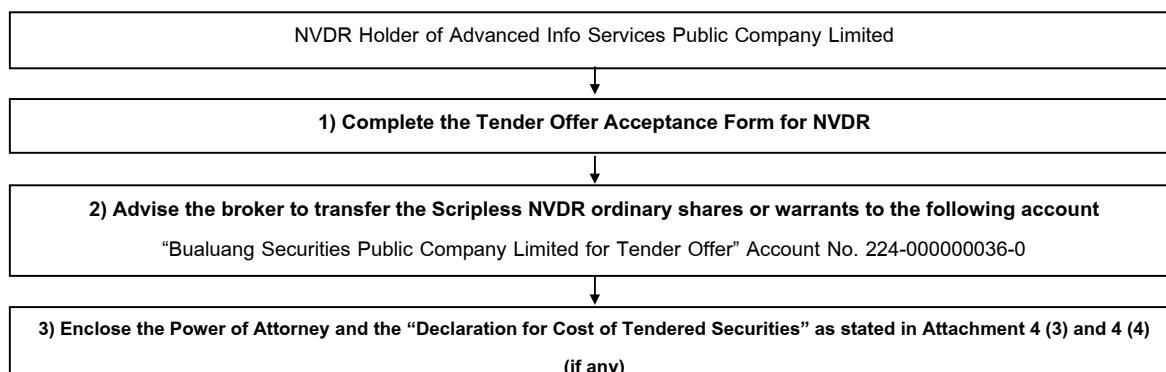 NVDR Holder of Advanced Info Services Public Company Limited
1) Complete the Tender Offer Acceptance Form for NVDR
2) Advise the broker to transfer the Scripless NVDR ordinary shares or warrants to the following account
“Bualuang Securities Public Company Limited for Tender Offer” Account No. 224-000000036-0
3) Enclose the Power of Attorney and the “Declaration for Cost of Tendered Securities” as stated in Attachment 4 (3) and 4 (4)
(if any)